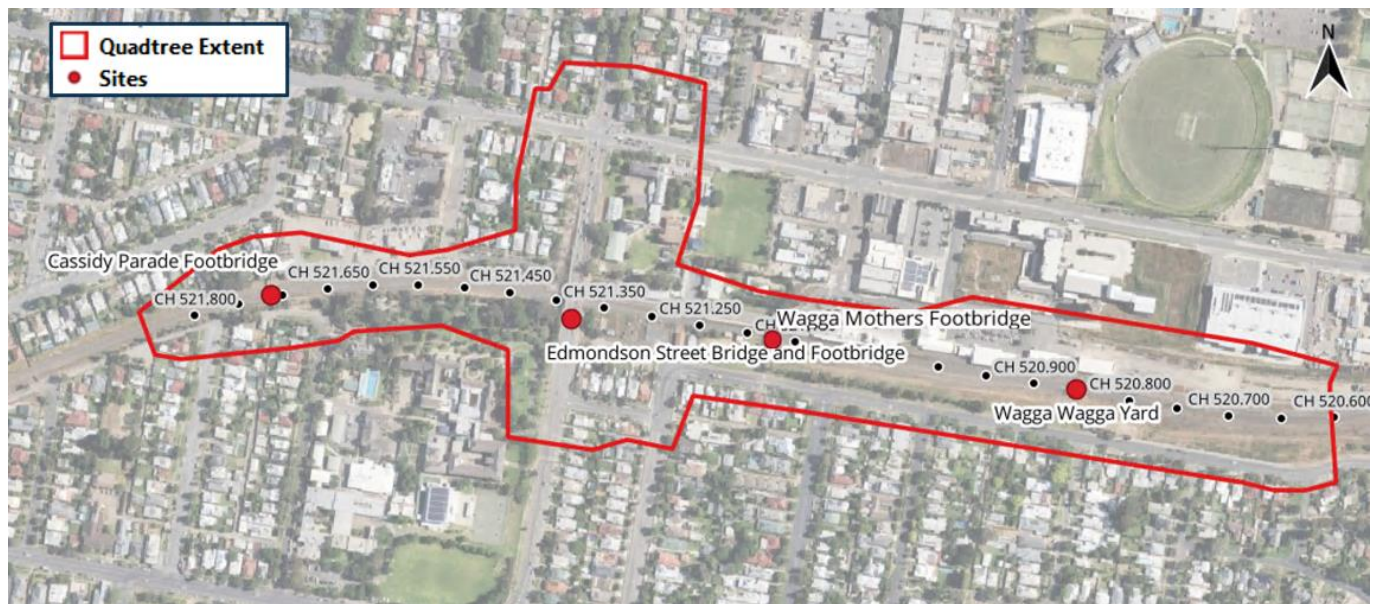 Quadtree Extent
Sites
N
Cassidy Parade Footbridge
CH 521.800
CH 521.650
CH 521.550
CH 521.450
CH 521.350
CH 521.250
Wagga Mothers Footbridge
Edmondson Street Bridge and Footbridge
CH 520.900
CH 520.800
Wagga Wagga Yard
CH 520.700
CH 520.600